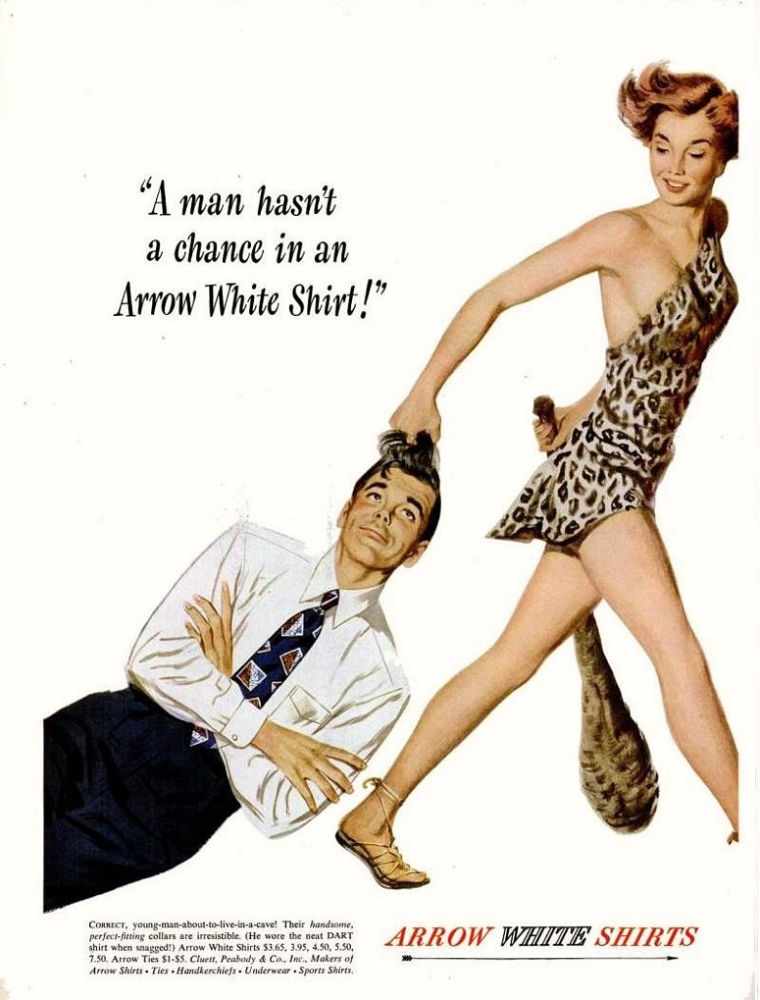 “A man hasn't
a chance in an
Arrow White Shirt!”
CORRECT, young-man-about-to-live-in-a-cave! Their handsome,
perfect-fitting collars are irresistible. (He wore the neat DART
shirt when snagged!) Arrow White Shirts $3.65, 3.95, 4.50, 5.50,
7.50. Arrow Ties $1-$5. Cluett, Peabody & Co., Inc., Makers of
Arrow Shirts • Ties • Handkerchiefs • Underwear • Sports Shirts.
ARROW WHITE SHIRTS